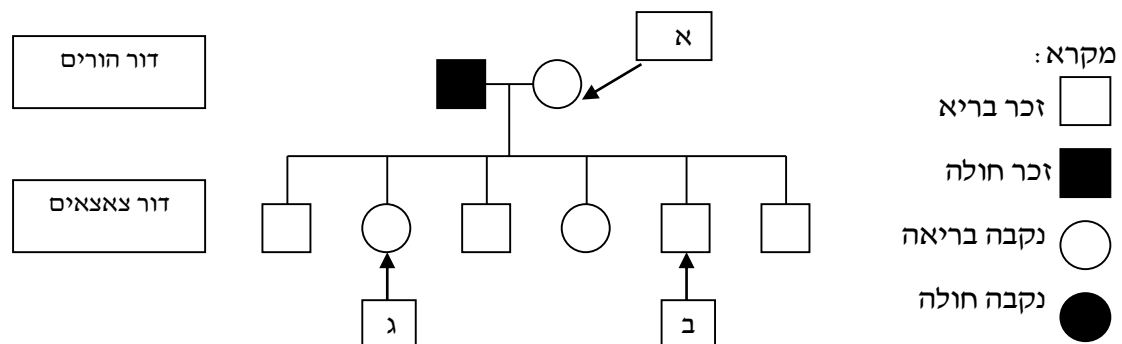 א
דור הורים
מקרא:
זכר בריא
זכר חולה
דור צאצאים
נקבה בריאה
נקבה חולה
ג
ב